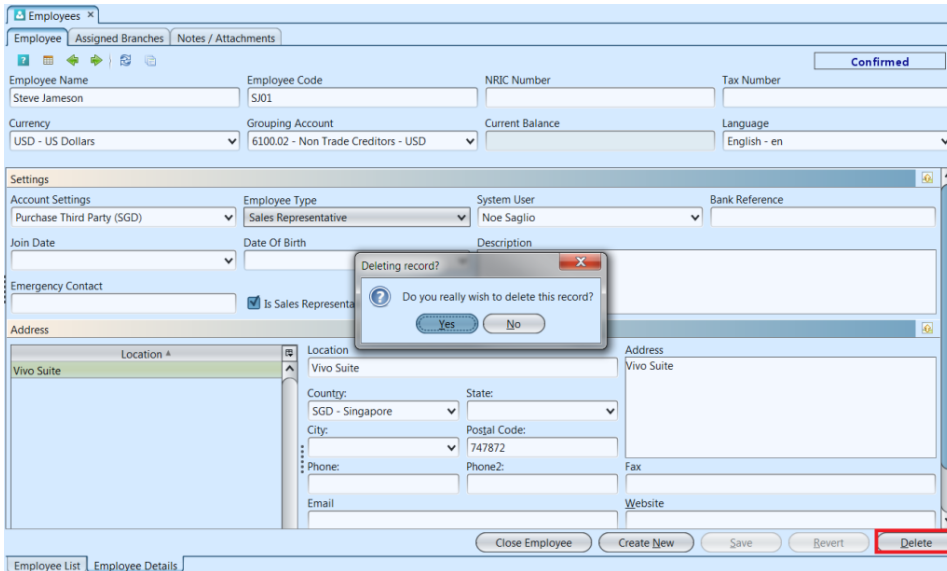 Employees ×
Employee Assigned Branches Notes / Attachments
Confirmed
Employee Name Employee Code NRIC Number Tax Number
Steve Jameson SJ01
Currency Grouping Account Current Balance Language
USD - US Dollars 6100.02 - Non Trade Creditors - USD English - en
Settings
Account Settings Employee Type System User Bank Reference
Purchase Third Party (SGD) Sales Representative Noe Saglio
Join Date Date Of Birth Description
Deleting record?
Emergency Contact
Do you really wish to delete this record?
Is Sales Representa
Yes No
Address
Location Location Address
Vivo Suite Vivo Suite Vivo Suite
Country: State:
SGD - Singapore
City: Postal Code:
747872
Phone: Phone2: Fax
Email Website
Close Employee Create New Save Revert Delete
Employee List Employee Details